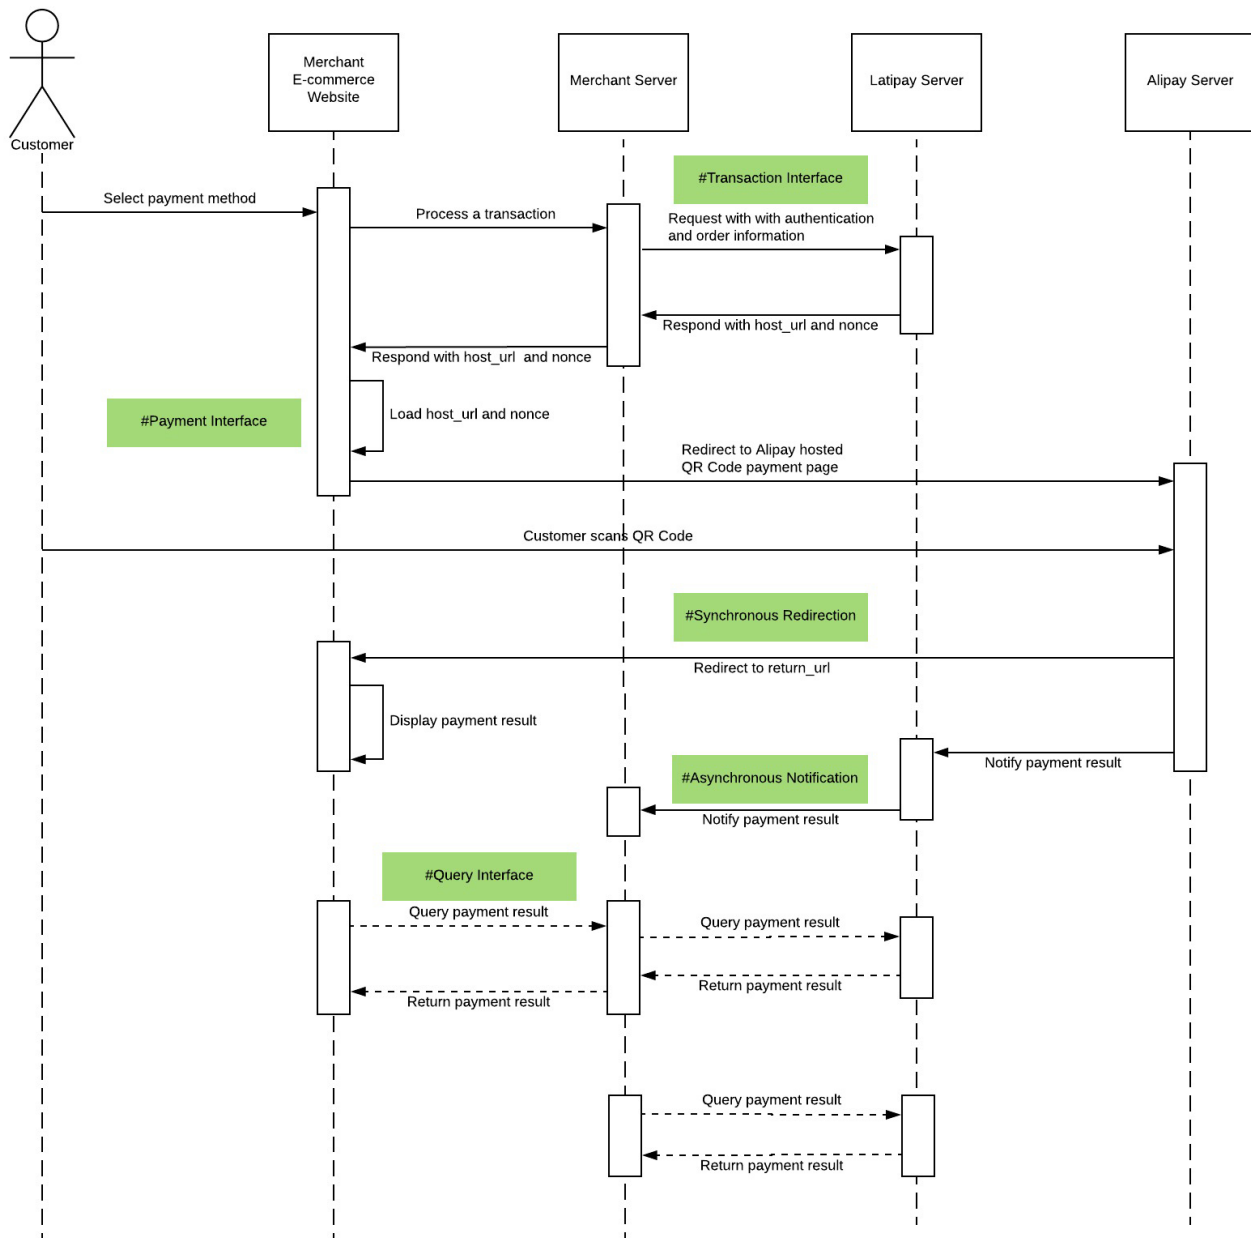 Merchant
E-commerce
Website
Merchant Server
Latipay Server
Alipay Server
Customer
#Transaction Interface
Select payment method
Process a transaction
Request with with authentication
and order information
Respond with host_url and nonce
Respond with host_url  and nonce
Load host_url and nonce
#Payment Interface
Redirect to Alipay hosted
QR Code payment page
Customer scans QR Code
#Synchronous Redirection
Redirect to return_url
Display payment result
Notify payment result
#Asynchronous Notification
Notify payment result
#Query Interface
Query payment result
Query payment result
Return payment result
Return payment result
Query payment result
Return payment result